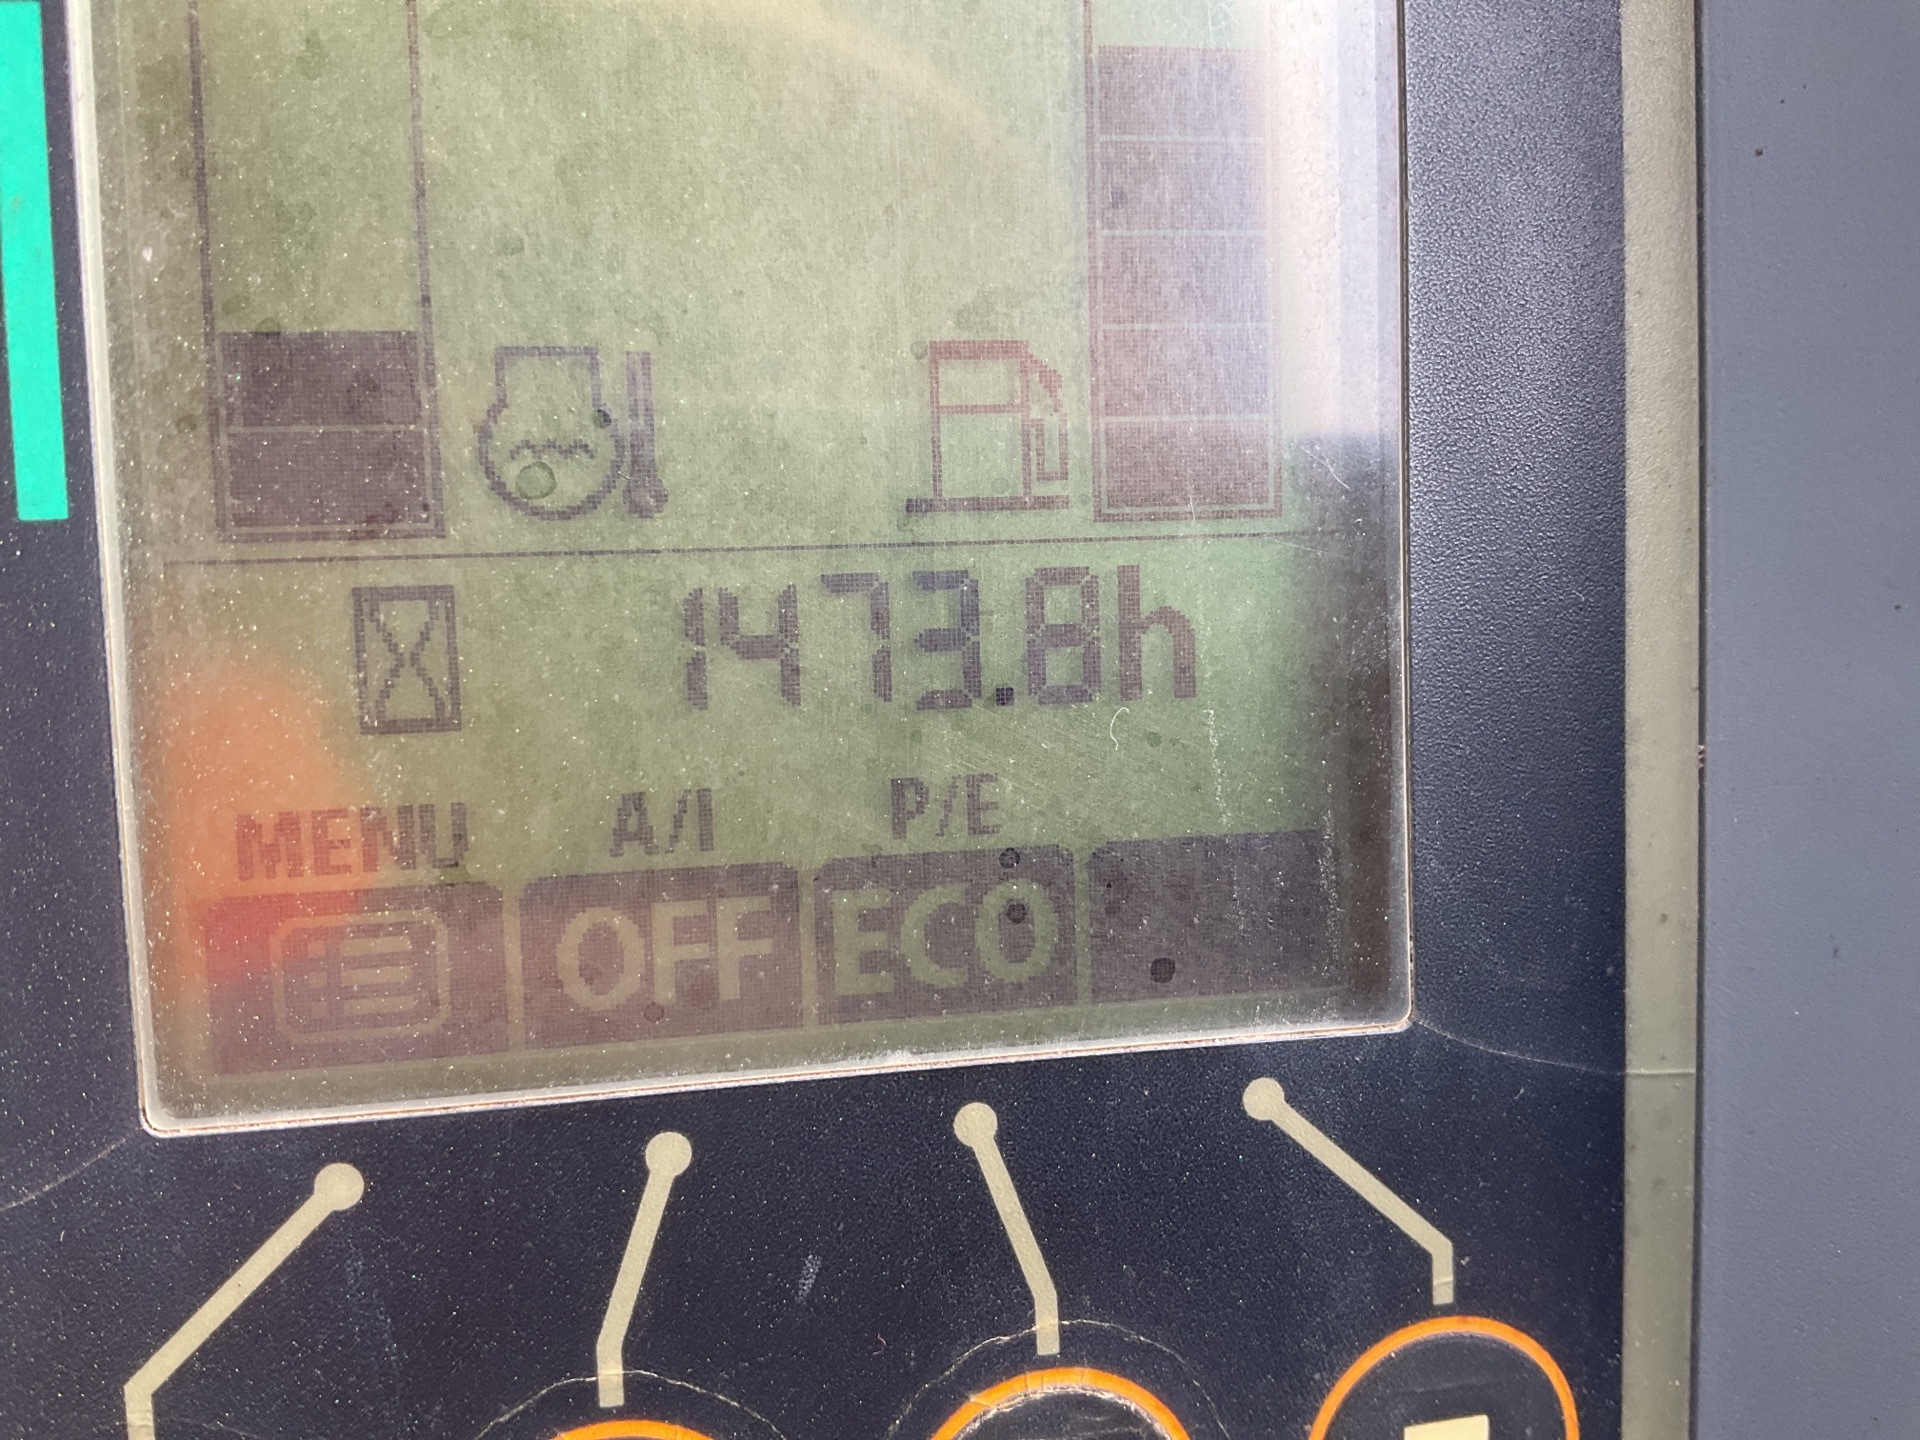 1473.8h
MENU A/I P/E
OFF ECO